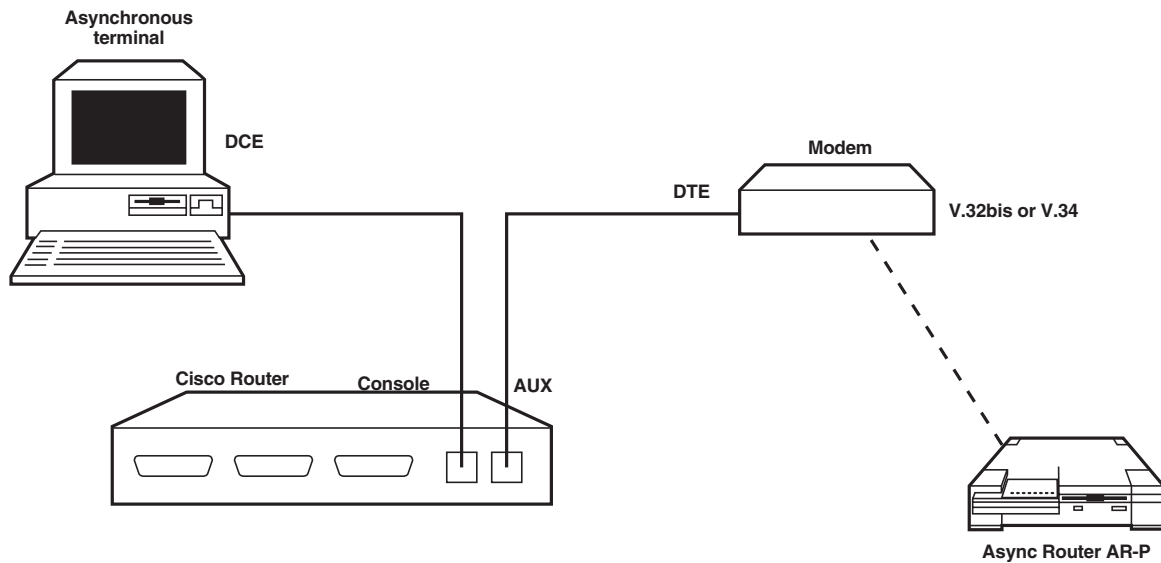 Asynchronous
terminal
DCE
Modem
DTE
V.32bis or V.34
Cisco Router
Console
AUX
Async Router AR-P